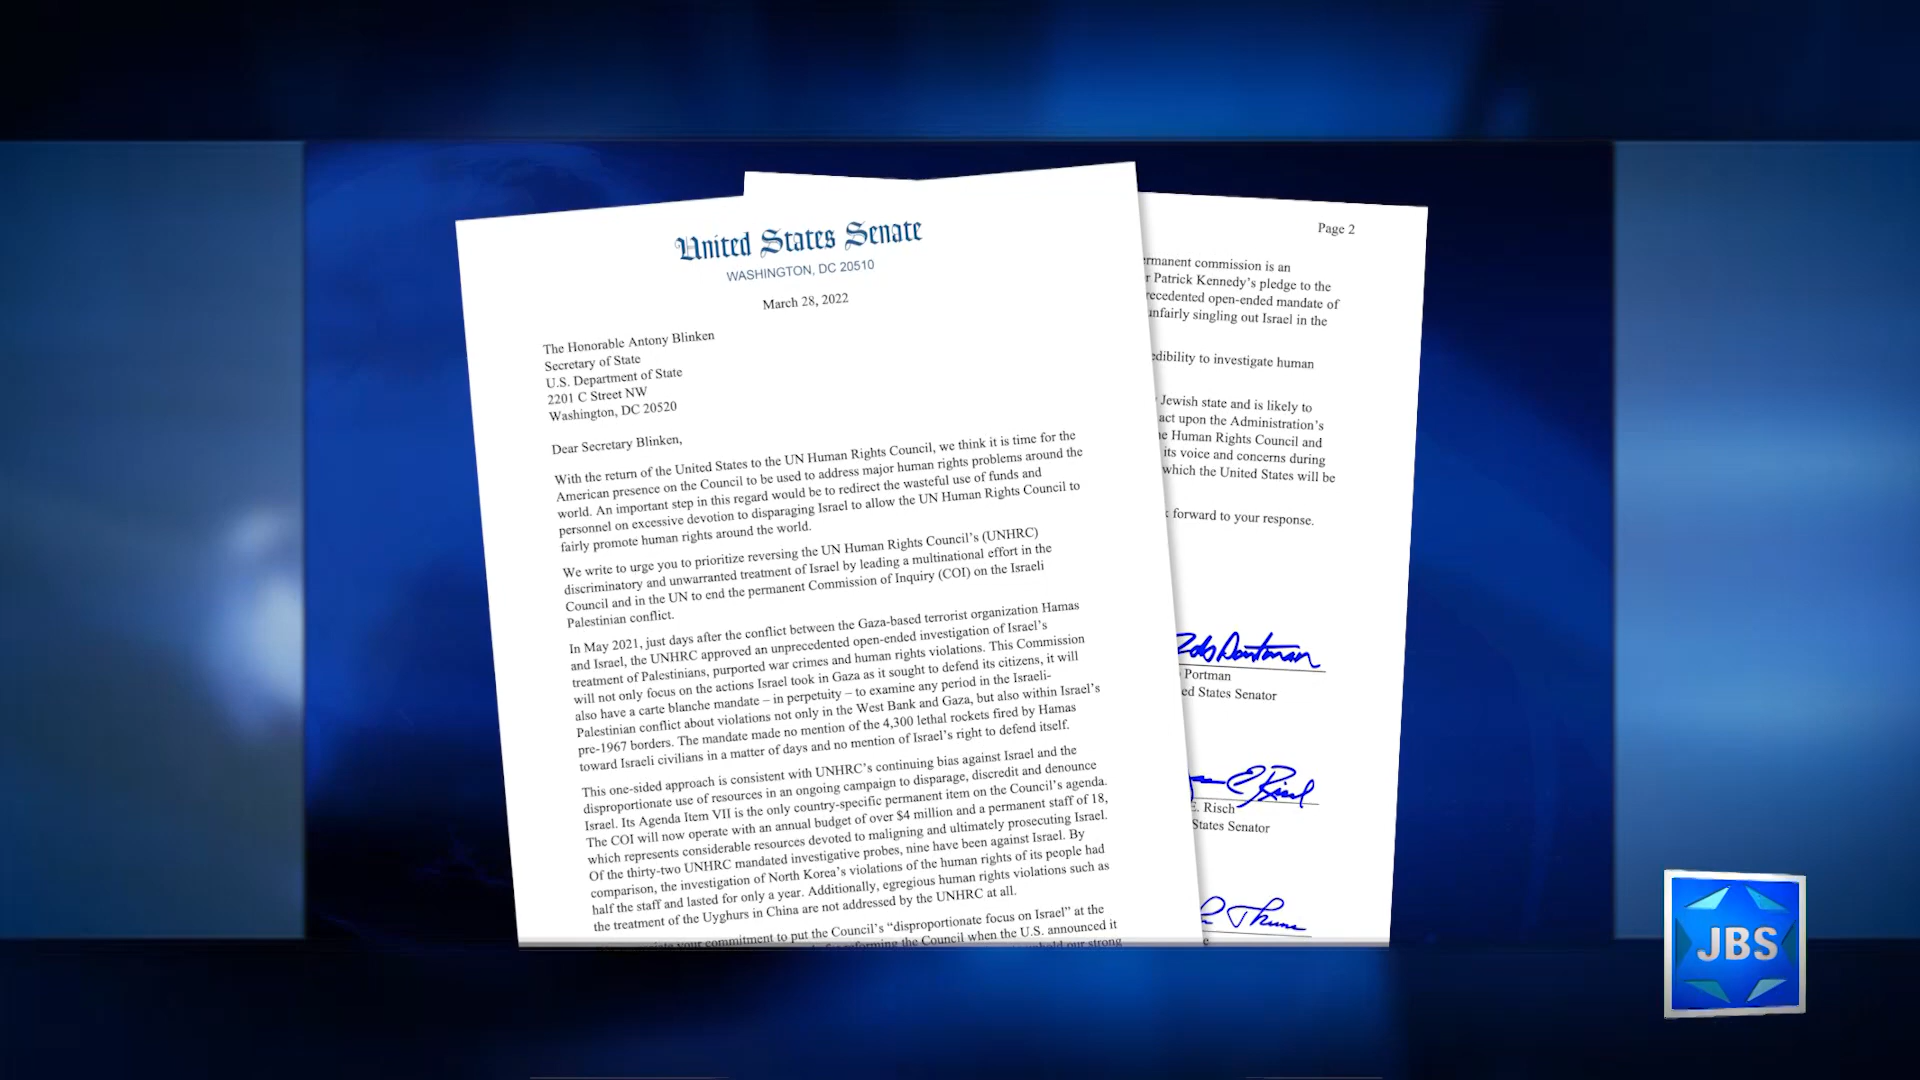 United States Senate
WASHINGTON, DC 20510
March 28, 2022
The Honorable Antony Blinken
Secretary of State
U.S. Department of State
2201 C Street NW
Washington, DC 20520
Dear Secretary Blinken,
With the return of the United States to the UN Human Rights Council, we think it is time for the
American presence on the Council to be used to address major human rights problems around the
world. An important step in this regard would be to redirect the wasteful use of funds and
personnel on excessive devotion to disparaging Israel to allow the UN Human Rights Council to
fairly promote human rights around the world.
We write to urge you to prioritize reversing the UN Human Rights Council's (UNHRC)
discriminatory and unwarranted treatment of Israel by leading a multinational effort in the
Council and in the UN to end the permanent Commission of Inquiry (COI) on the Israeli
Palestinian conflict.
In May 2021, just days after the conflict between the Gaza-based terrorist organization Hamas
and Israel, the UNHRC approved an unprecedented open-ended investigation of Israel's
treatment of Palestinians, purported war crimes and human rights violations. This Commission
will not only focus on the actions Israel took in Gaza as it sought to defend its citizens, it will
also have a carte blanche mandate – in perpetuity – to examine any period in the Israeli-
Palestinian conflict about violations not only in the West Bank and Gaza, but also within Israel's
pre-1967 borders. The mandate made no mention of the 4,300 lethal rockets fired by Hamas
toward Israeli civilians in a matter of days and no mention of Israel's right to defend itself.
This one-sided approach is consistent with UNHRC's continuing bias against Israel and the
disproportionate use of resources in an ongoing campaign to disparage, discredit and denounce
Israel. Its Agenda Item VII is the only country-specific permanent item on the Council's agenda.
The COI will now operate with an annual budget of over $4 million and a permanent staff of 18,
which represents considerable resources devoted to maligning and ultimately prosecuting Israel.
Of the thirty-two UNHRC mandated investigative probes, nine have been against Israel. By
comparison, the investigation of North Korea's violations of the human rights of its people had
half the staff and lasted for only a year. Additionally, egregious human rights violations such as
the treatment of the Uyghurs in China are not addressed by the UNHRC at all.
your commitment to put the Council's "disproportionate focus on Israel" at the
reforming the Council when the U.S. announced it
our strong
Page 2
rmanent commission is an
r Patrick Kennedy's pledge to the
recedented open-ended mandate of
unfairly singling out Israel in the
edibility to investigate human
Jewish state and is likely to
act upon the Administration's
e Human Rights Council and
its voice and concerns during
which the United States will be
forward to your response.
Rob Portman
Portman
ed States Senator
E. Risch
E. Risch
States Senator
Thune
e
JBS